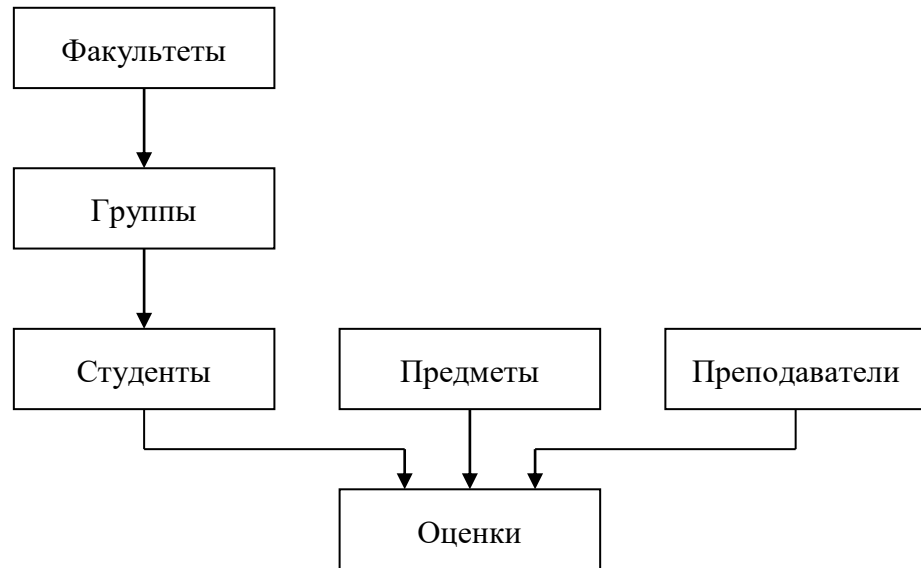 Факультеты
Группы
Студенты
Предметы
Преподаватели
Оценки